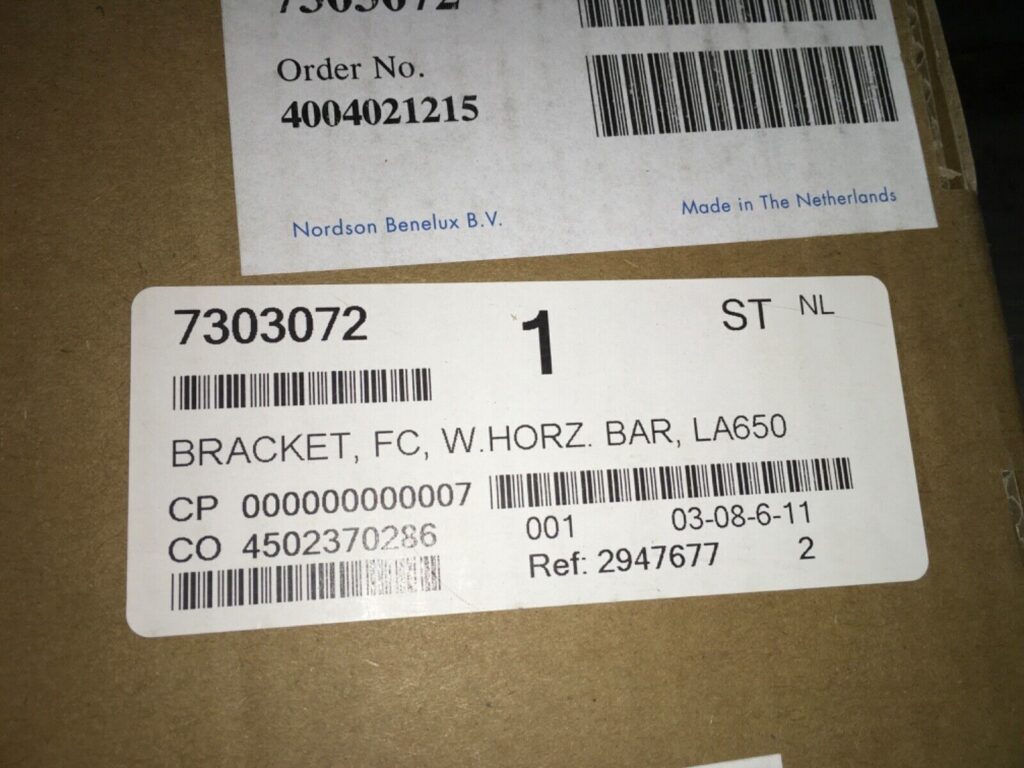 7303072
Order No.
4004021215
Nordson Benelux B.V. Made in The Netherlands
7303072 1 ST NL
BRACKET, FC, W.HORZ. BAR, LA650
CP 000000000007
001 03-08-6-11
CO 4502370286
Ref: 2947677 2